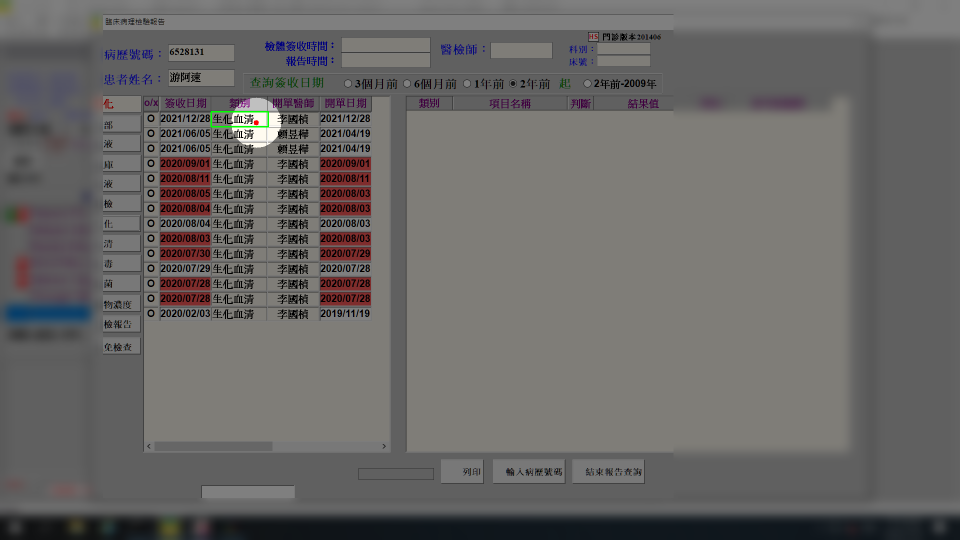 臨床病理檢驗報告
HS 門診版本201406
病歷號碼： 6528131 檢體簽收時間： 醫檢師： 科別：
報告時間： 床號：
患者姓名： 游阿速 查詢簽收日期 3個月前 6個月前 1年前 2年前 起 2年前-2009年
化 o/x 簽收日期 類別 開單醫師 開單日期 類別 項目名稱 判斷 結果值
O 2021/12/28 生化血清 李國楨 2021/12/28
部
O 2021/06/05 生化血清 賴昱樺 2021/04/19
液
O 2021/06/05 生化血清 賴昱樺 2021/04/19
庫 O 2020/09/01 生化血清 李國楨 2020/09/01
液 O 2020/08/11 生化血清 李國楨 2020/08/11
O 2020/08/05 生化血清 李國楨 2020/08/03
檢 O 2020/08/04 生化血清 李國楨 2020/08/03
化 O 2020/08/04 生化血清 李國楨 2020/08/03
清 O 2020/08/03 生化血清 李國楨 2020/08/03
O 2020/07/30 生化血清 李國楨 2020/07/29
毒 O 2020/07/29 生化血清 李國楨 2020/07/28
菌 O 2020/07/28 生化血清 李國楨 2020/07/28
物濃度 O 2020/07/28 生化血清 李國楨 2020/07/28
O 2020/02/03 生化血清 李國楨 2019/11/19
檢報告
免檢查
列印 輸入病歷號碼 結束報告查詢